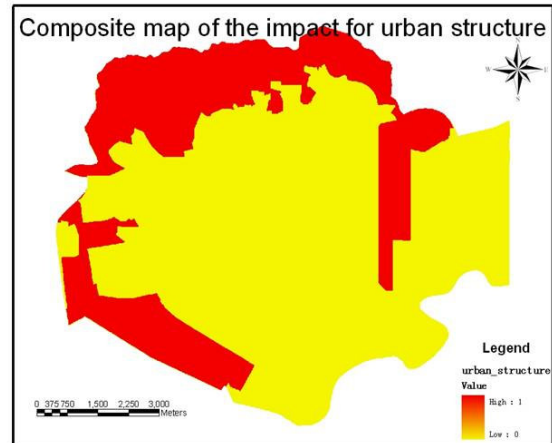 Composite map of the impact for urban structure
N
W E
S
Legend
urban_structure
Value
High : 1
Low : 0
0 375 750 1,500 2,250 3,000
Meters